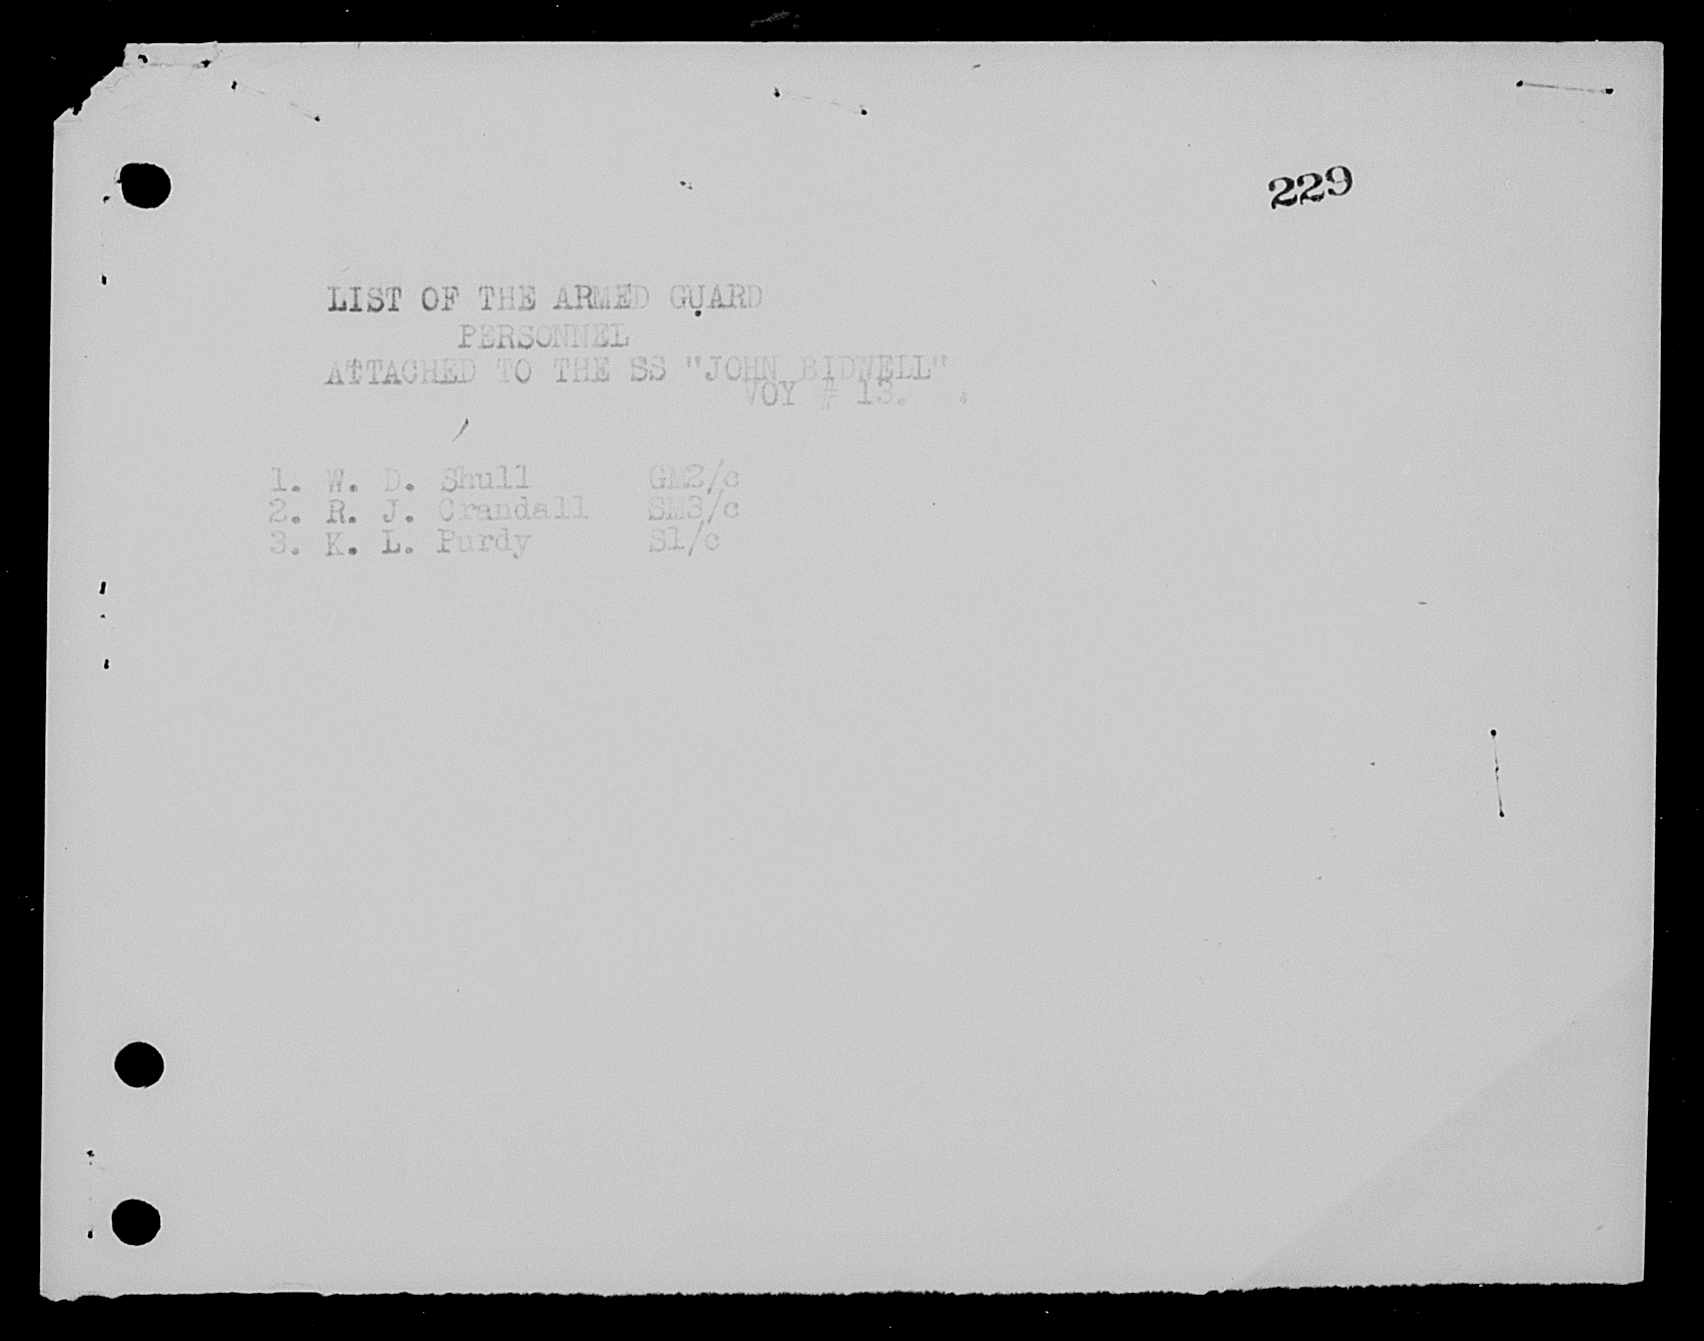 229
LIST OF THE ARMED GUARD
PERSONNEL
ATTACHED TO THE SS "JOHN BIDWELL"
VOY # 13.
1. W. D. Shull GM2/c
2. R. J. Crandall SM3/c
3. K. L. Purdy S1/c